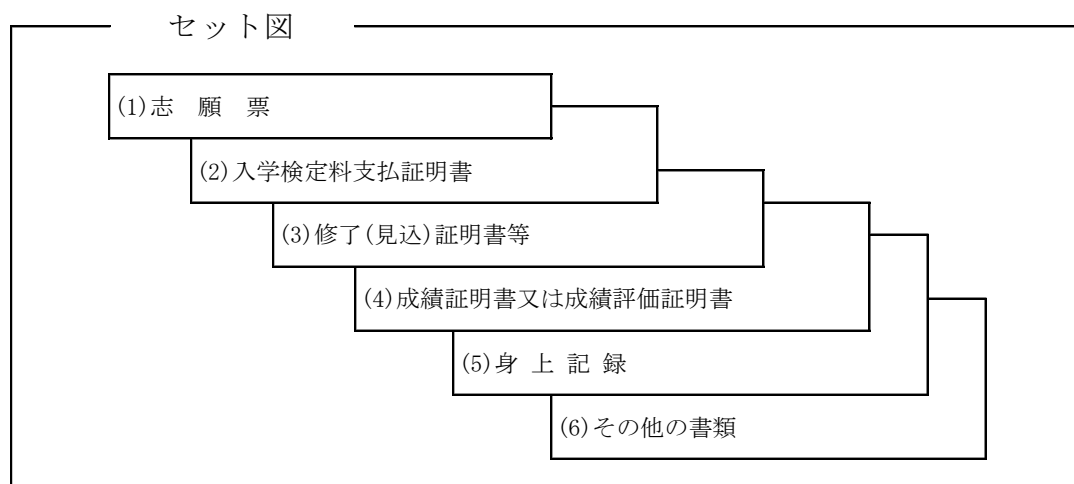 セット図
(1)志 願 票
(2)入学検定料支払証明書
(3)修了(見込)証明書等
(4)成績証明書又は成績評価証明書
(5)身 上 記 録
(6)その他の書類